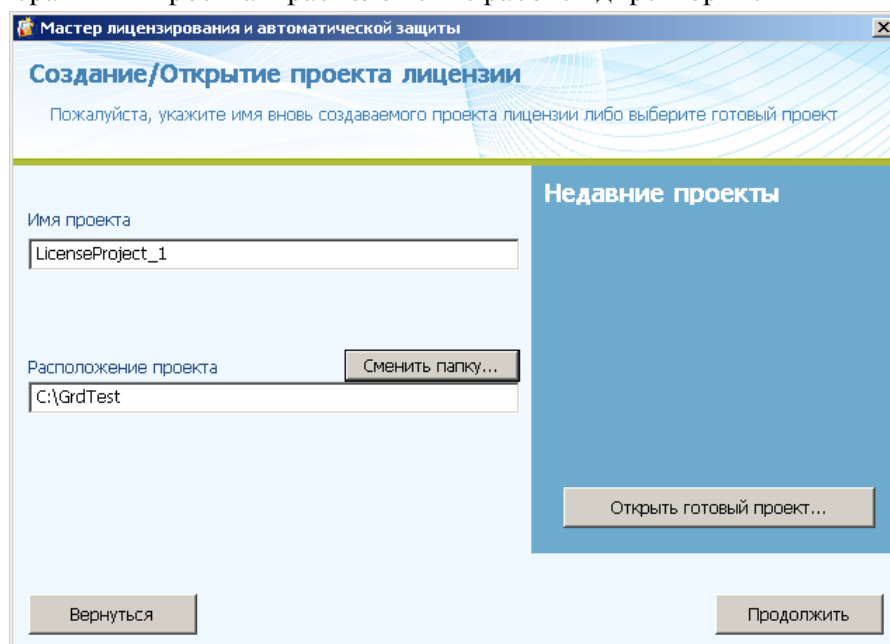 Мастер лицензирования и автоматической защиты
Создание/Открытие проекта лицензии
Пожалуйста, укажите имя вновь создаваемого проекта лицензии либо выберите готовый проект
Недавние проекты
Имя проекта
LicenseProject_1
Расположение проекта
Сменить папку...
C:\GrdTest
Открыть готовый проект...
Вернуться
Продолжить